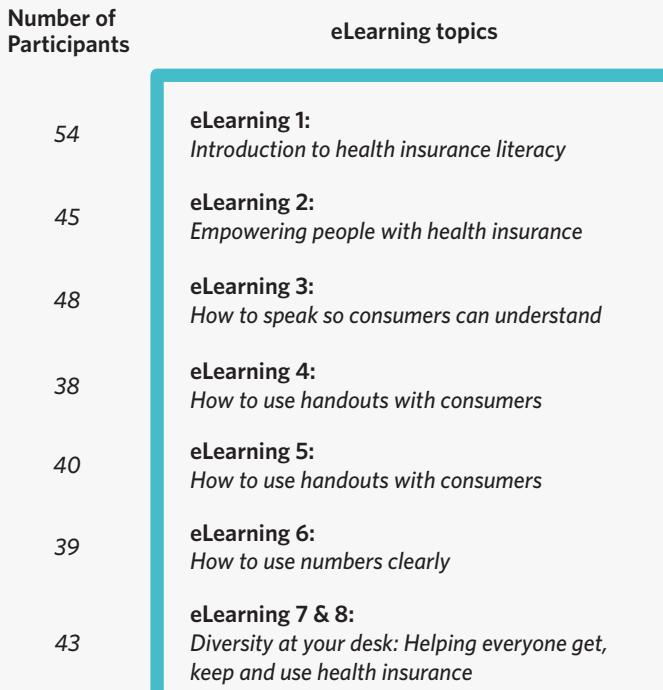 Number of
Participants
eLearning topics
54
eLearning 1:
Introduction to health insurance literacy
45
eLearning 2:
Empowering people with health insurance
48
eLearning 3:
How to speak so consumers can understand
38
eLearning 4:
How to use handouts with consumers
40
eLearning 5:
How to use handouts with consumers
39
eLearning 6:
How to use numbers clearly
43
eLearning 7 & 8:
Diversity at your desk: Helping everyone get,
keep and use health insurance